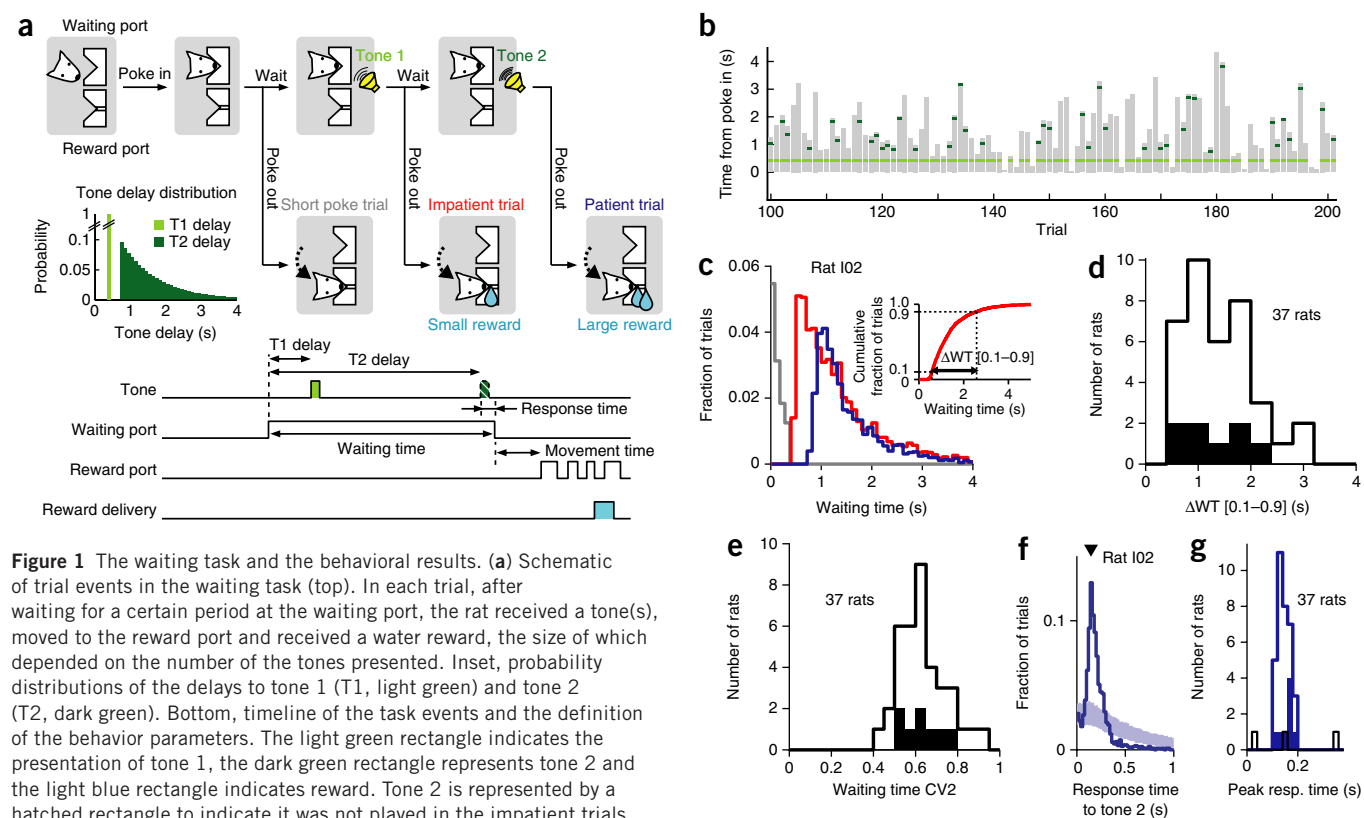 a
Waiting port
Poke in
Wait
Tone 1
Wait
Tone 2
Reward port
Poke out
Poke out
Poke out
Short poke trial
Impatient trial
Patient trial
Small reward
Large reward
Tone delay distribution
1
0.1
0.05
0
Probability
T1 delay
T2 delay
0 1 2 3 4
Tone delay (s)
T1 delay
T2 delay
Tone
Response time
Waiting port
Waiting time
Movement time
Reward port
Reward delivery
b
Time from poke in (s)
4
3
2
1
0
100 120 140 160 180 200
Trial
c
Rat I02
Fraction of trials
0.06
0.04
0.02
0
0 1 2 3 4
Waiting time (s)
Cumulative
fraction of trials
1.0
0.9
0.1
0
ΔWT [0.1–0.9]
0 2 4
Waiting time (s)
d
37 rats
Number of rats
10
8
6
4
2
0
0 1 2 3 4
ΔWT [0.1–0.9] (s)
e
37 rats
Number of rats
10
8
6
4
2
0
0 0.2 0.4 0.6 0.8 1
Waiting time CV2
f
Rat I02
Fraction of trials
0.1
0
0 0.5 1
Response time
to tone 2 (s)
g
37 rats
Number of rats
10
8
6
4
2
0
0.2
Peak resp. time (s)
Figure 1 The waiting task and the behavioral results. (a) Schematic
of trial events in the waiting task (top). In each trial, after
waiting for a certain period at the waiting port, the rat received a tone(s),
moved to the reward port and received a water reward, the size of which
depended on the number of the tones presented. Inset, probability
distributions of the delays to tone 1 (T1, light green) and tone 2
(T2, dark green). Bottom, timeline of the task events and the definition
of the behavior parameters. The light green rectangle indicates the
presentation of tone 1, the dark green rectangle represents tone 2 and
the light blue rectangle indicates reward. Tone 2 is represented by a
hatched rectangle to indicate it was not played in the impatient trials